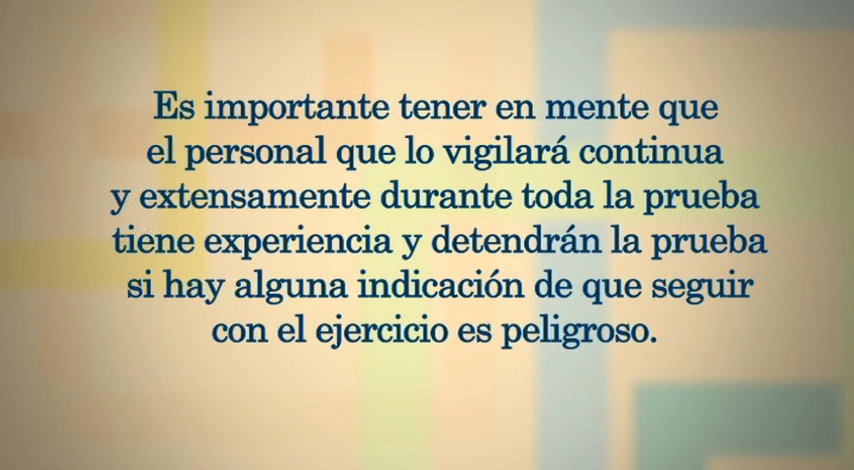 Es importante tener en mente que
el personal que lo vigilará continua
y extensamente durante toda la prueba
tiene experiencia y detendrán la prueba
si hay alguna indicación de que seguir
con el ejercicio es peligroso.